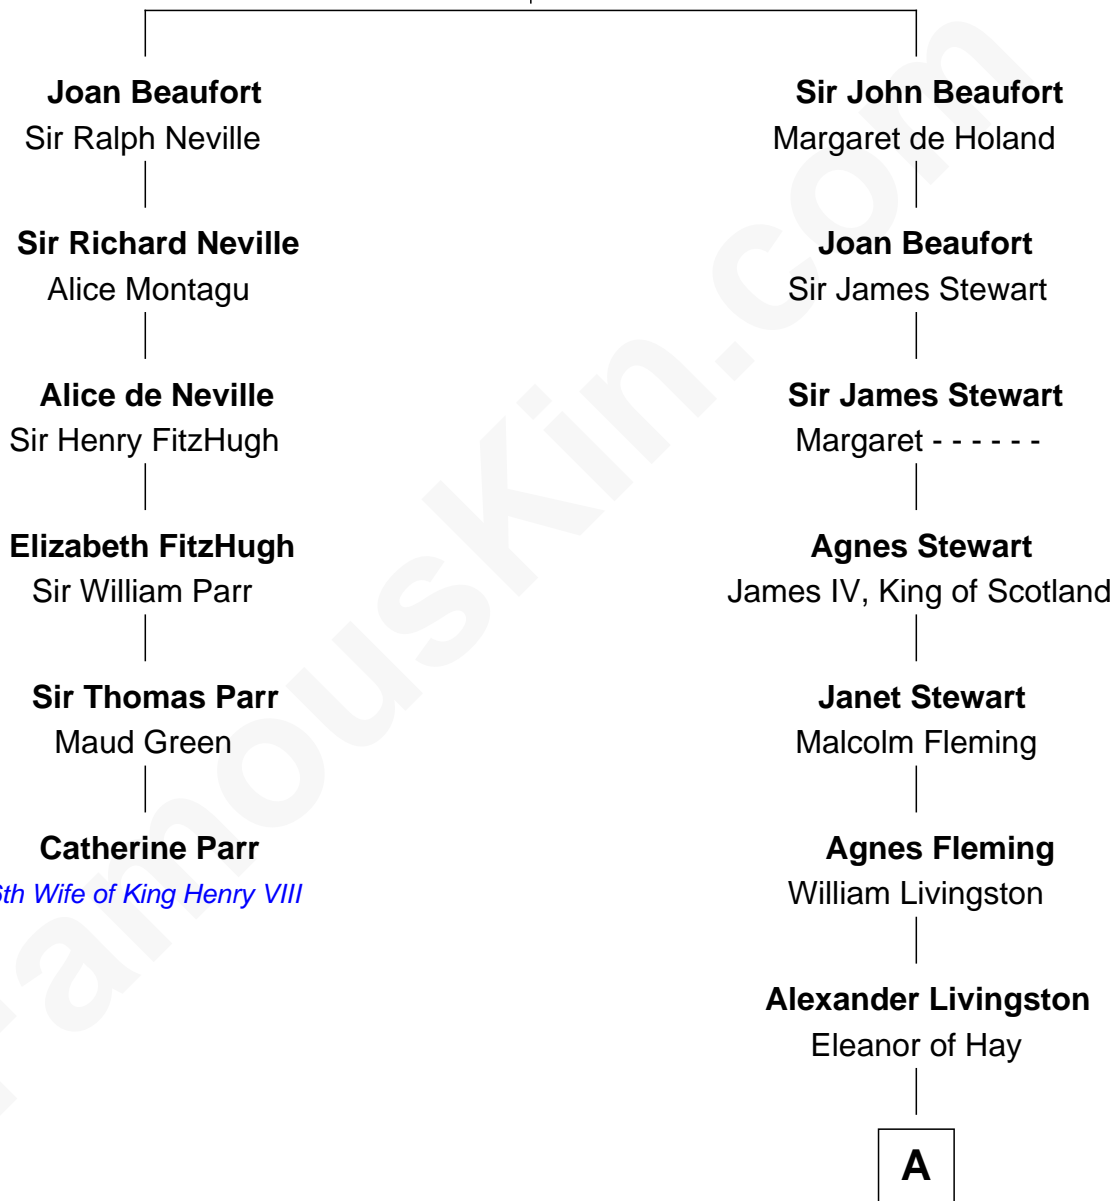 Joan Beaufort
Sir Ralph Neville
Sir Richard Neville
Alice Montagu
Alice de Neville
Sir Henry FitzHugh
Elizabeth FitzHugh
Sir William Parr
Sir Thomas Parr
Maud Green
Catherine Parr
6th Wife of King Henry VIII
Sir John Beaufort
Margaret de Holand
Joan Beaufort
Sir James Stewart
Sir James Stewart
Margaret - - - - - -
Agnes Stewart
James IV, King of Scotland
Janet Stewart
Malcolm Fleming
Agnes Fleming
William Livingston
Alexander Livingston
Eleanor of Hay
A
FamousKin.com